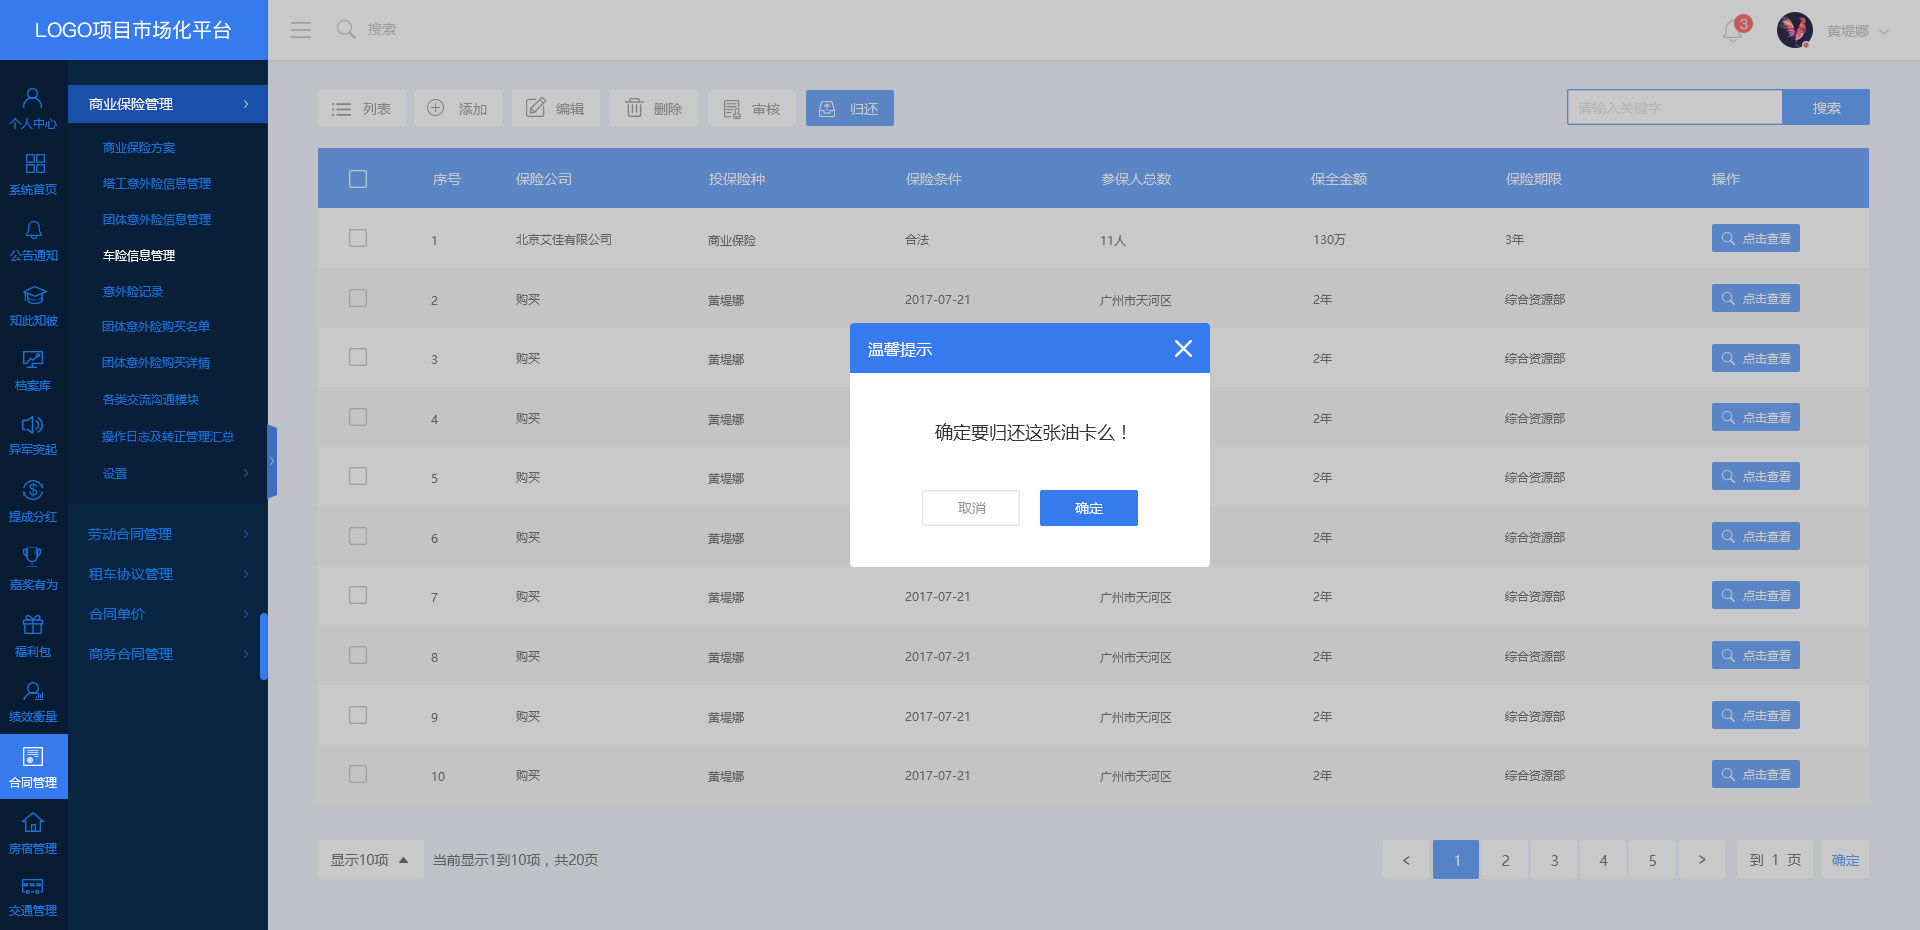 LOGO项目市场化平台
搜索
3
黄堤娜
个人中心
系统首页
公告通知
知此知彼
档案库
异军突起
提成分红
嘉奖有为
福利包
绩效衡量
合同管理
房宿管理
交通管理
商业保险管理
商业保险方案
塔工意外险信息管理
团体意外险信息管理
车险信息管理
意外险记录
团体意外险购买名单
团体意外险购买详情
各类交流沟通模块
操作日志及转正管理汇总
设置
劳动合同管理
租车协议管理
合同单价
商务合同管理
列表 添加 编辑 删除 审核 归还
请输入关键字 搜索
序号 保险公司 投保险种 保险条件 参保人总数 保全金额 保险期限 操作
1 北京艾佳有限公司 商业保险 合法 11人 130万 3年 点击查看
2 购买 黄堤娜 2017-07-21 广州市天河区 2年 综合资源部 点击查看
3 购买 黄堤娜 2年 综合资源部 点击查看
4 购买 黄堤娜 2年 综合资源部 点击查看
5 购买 黄堤娜 2年 综合资源部 点击查看
6 购买 黄堤娜 2年 综合资源部 点击查看
7 购买 黄堤娜 2017-07-21 广州市天河区 2年 综合资源部 点击查看
8 购买 黄堤娜 2017-07-21 广州市天河区 2年 综合资源部 点击查看
9 购买 黄堤娜 2017-07-21 广州市天河区 2年 综合资源部 点击查看
10 购买 黄堤娜 2017-07-21 广州市天河区 2年 综合资源部 点击查看
温馨提示
确定要归还这张油卡么！
取消 确定
显示10项 当前显示1到10项，共20页
< 1 2 3 4 5 > 到 1 页 确定